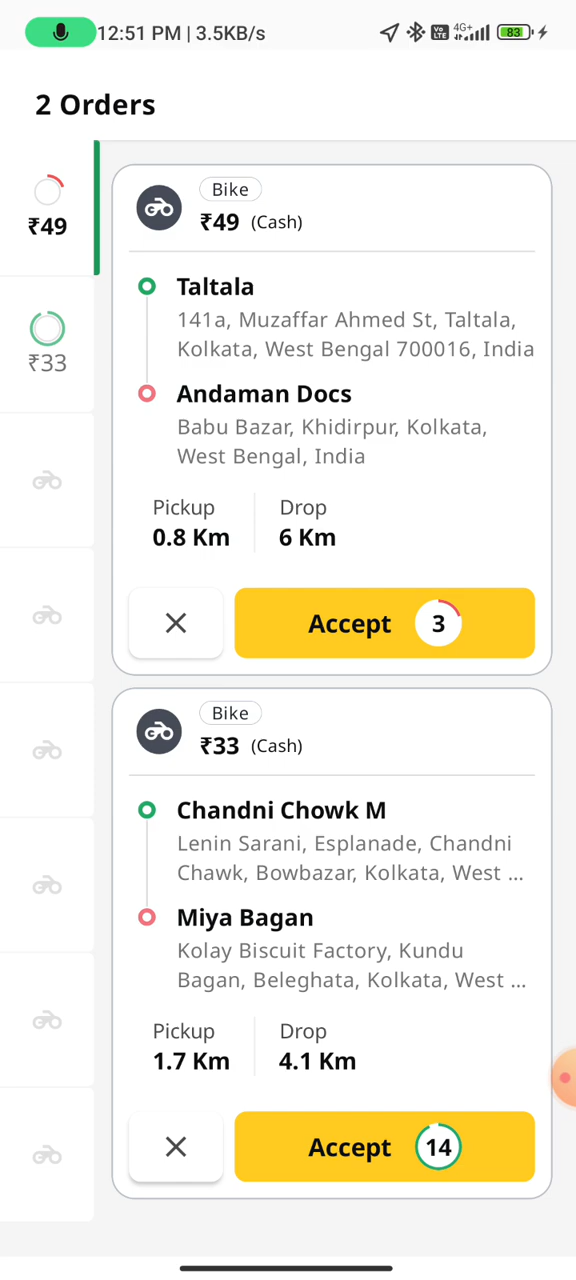 12:51 PM | 3.5KB/s
Vo LTE
4G+
83
2 Orders
₹49
₹33
Bike
₹49 (Cash)
Taltala
141a, Muzaffar Ahmed St, Taltala,
Kolkata, West Bengal 700016, India
Andaman Docs
Babu Bazar, Khidirpur, Kolkata,
West Bengal, India
Pickup Drop
0.8 Km 6 Km
Accept 3
Bike
₹33 (Cash)
Chandni Chowk M
Lenin Sarani, Esplanade, Chandni
Chawk, Bowbazar, Kolkata, West ...
Miya Bagan
Kolay Biscuit Factory, Kundu
Bagan, Beleghata, Kolkata, West ...
Pickup Drop
1.7 Km 4.1 Km
Accept 14